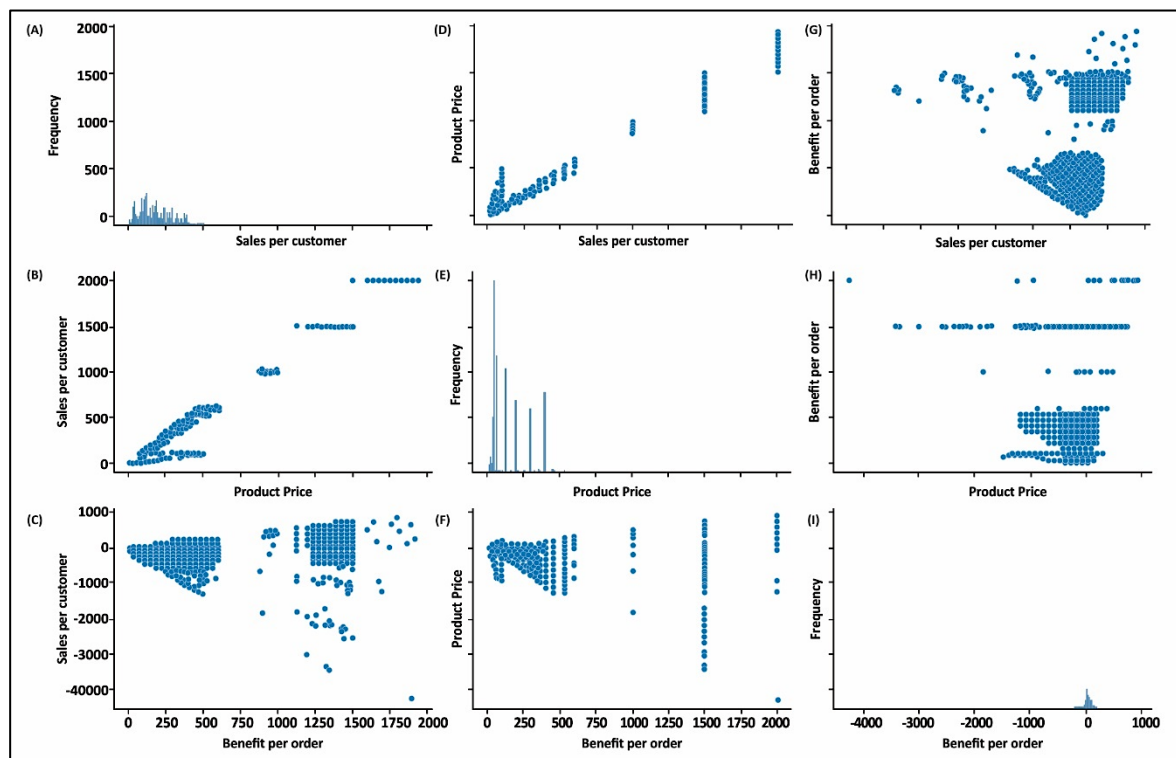 (A)
2000
1500
1000
500
0
Frequency
Sales per customer
(D)
Product Price
Sales per customer
(G)
Benefit per order
Sales per customer
(B)
2000
1500
1000
500
0
Sales per customer
Product Price
(E)
Frequency
Product Price
(H)
Benefit per order
Product Price
(C)
1000
0
-1000
-2000
-3000
-40000
Sales per customer
0 250 500 750 1000 1250 1500 1750 2000
Benefit per order
(F)
Product Price
0 250 500 750 1000 1250 1500 1750 2000
Benefit per order
(I)
Frequency
-4000 -3000 -2000 -1000 0 1000
Benefit per order